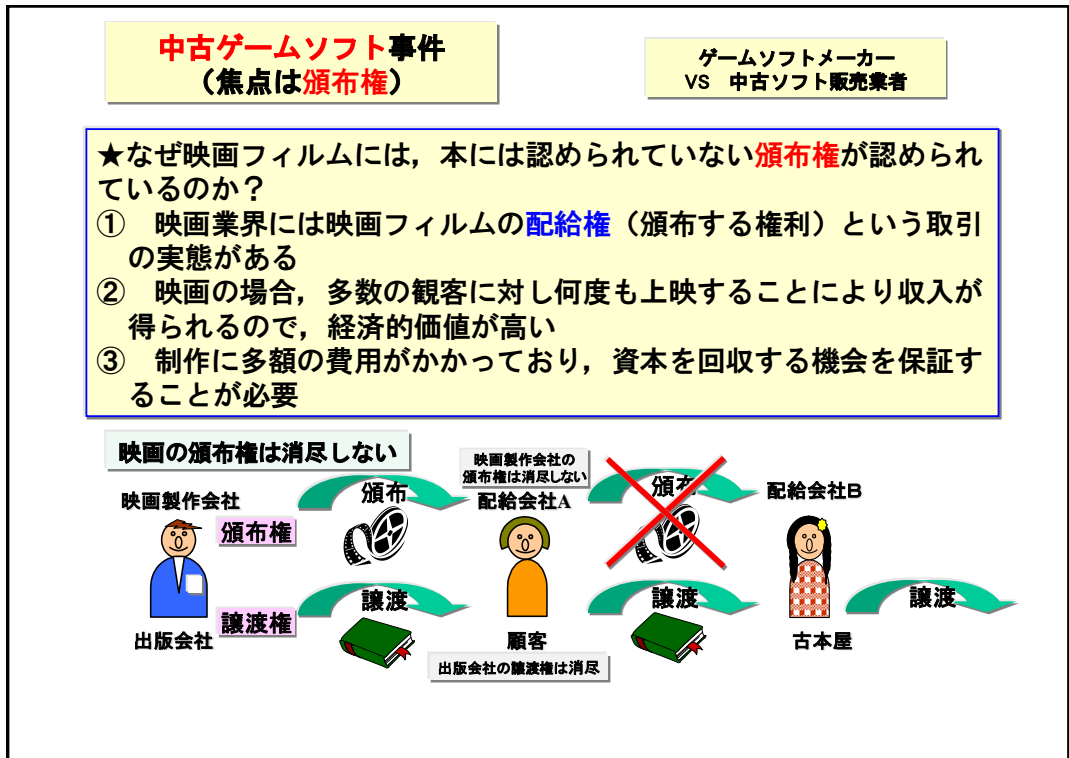 中古ゲームソフト事件
（焦点は頒布権）
ゲームソフトメーカー
VS　中古ソフト販売業者
★なぜ映画フィルムには，本には認められていない頒布権が認められ
ているのか？
①　映画業界には映画フィルムの配給権（頒布する権利）という取引
の実態がある
②　映画の場合，多数の観客に対し何度も上映することにより収入が
得られるので，経済的価値が高い
③　制作に多額の費用がかかっており，資本を回収する機会を保証す
ることが必要
映画の頒布権は消尽しない
映画製作会社の
頒布権は消尽しない
映画製作会社
頒布権
頒布
配給会社A
頒布
配給会社B
譲渡権
譲渡
譲渡
譲渡
出版会社
顧客
古本屋
出版会社の譲渡権は消尽